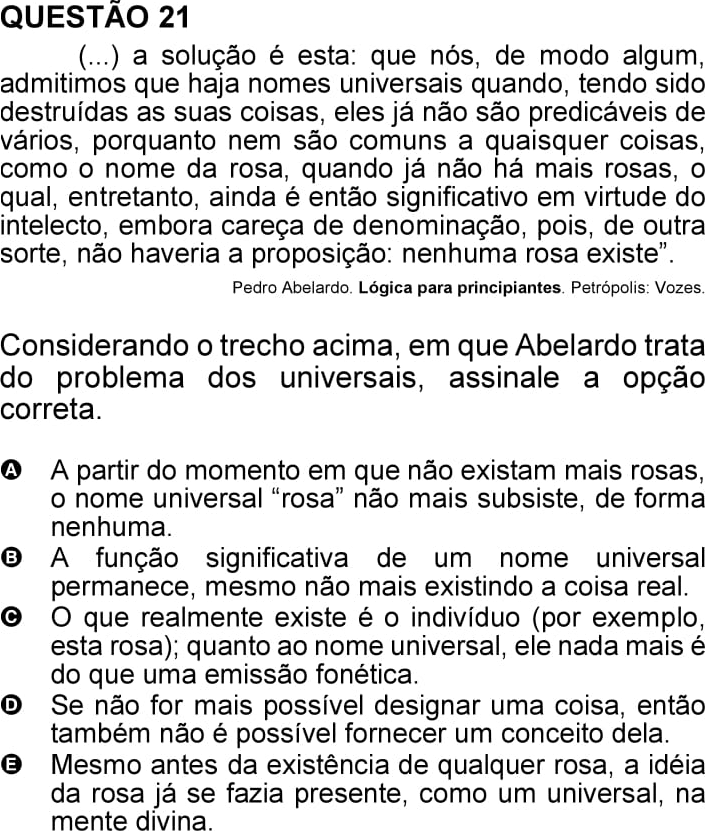 QUESTÃO 21
(...) a solução é esta: que nós, de modo algum,
admitimos que haja nomes universais quando, tendo sido
destruídas as suas coisas, eles já não são predicáveis de
vários, porquanto nem são comuns a quaisquer coisas,
como o nome da rosa, quando já não há mais rosas, o
qual, entretanto, ainda é então significativo em virtude do
intelecto, embora careça de denominação, pois, de outra
sorte, não haveria a proposição: nenhuma rosa existe”.
Pedro Abelardo. Lógica para principiantes. Petrópolis: Vozes.
Considerando o trecho acima, em que Abelardo trata
do problema dos universais, assinale a opção
correta.
A A partir do momento em que não existam mais rosas,
o nome universal “rosa” não mais subsiste, de forma
nenhuma.
B A função significativa de um nome universal
permanece, mesmo não mais existindo a coisa real.
C O que realmente existe é o indivíduo (por exemplo,
esta rosa); quanto ao nome universal, ele nada mais é
do que uma emissão fonética.
D Se não for mais possível designar uma coisa, então
também não é possível fornecer um conceito dela.
E Mesmo antes da existência de qualquer rosa, a idéia
da rosa já se fazia presente, como um universal, na
mente divina.